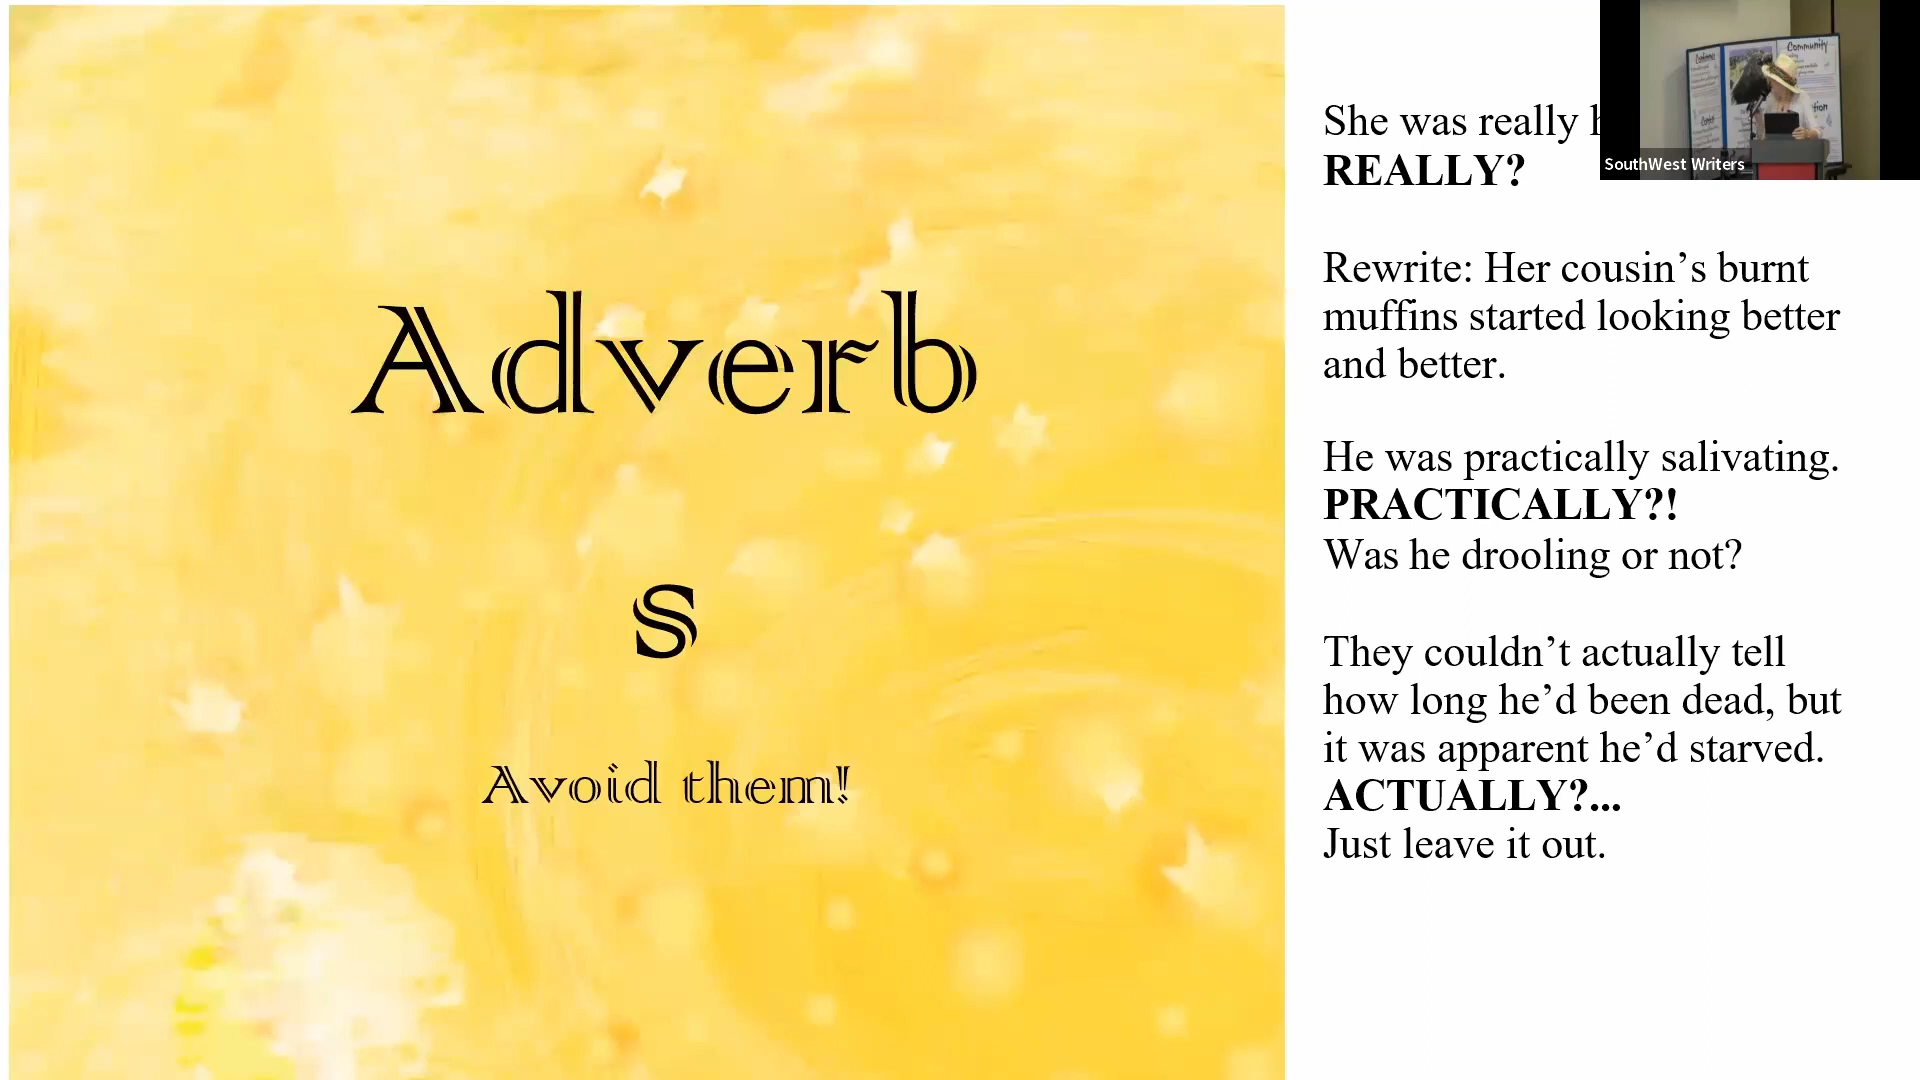 Adverb
s
Avoid them!
She was really
REALLY?
Rewrite: Her cousin’s burnt
muffins started looking better
and better.
He was practically salivating.
PRACTICALLY?!
Was he drooling or not?
They couldn’t actually tell
how long he’d been dead, but
it was apparent he’d starved.
ACTUALLY?...
Just leave it out.
Community
SouthWest Writers_